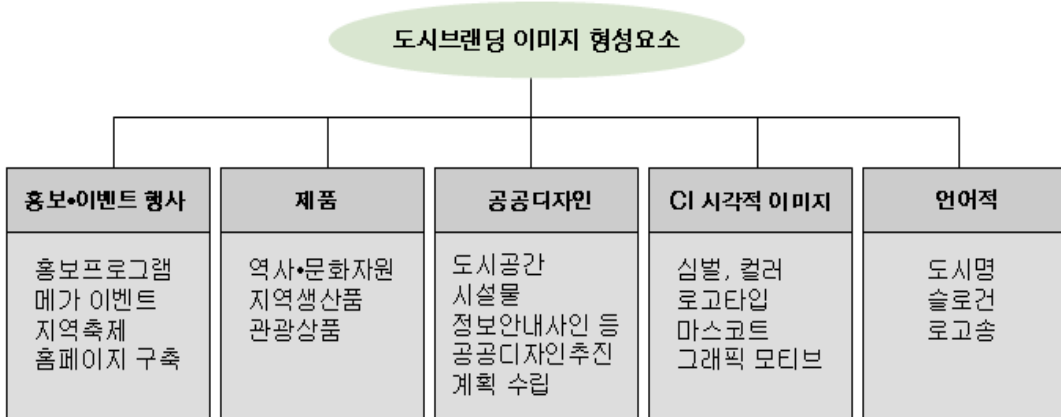 도시브랜딩 이미지 형성요소
홍보•이벤트 행사
홍보프로그램
메가 이벤트
지역축제
홈페이지 구축
제품
역사•문화자원
지역생산품
관광상품
공공디자인
도시공간
시설물
정보안내사인 등
공공디자인추진
계획 수립
CI 시각적 이미지
심벌, 컬러
로고타입
마스코트
그래픽 모티브
언어적
도시명
슬로건
로고송